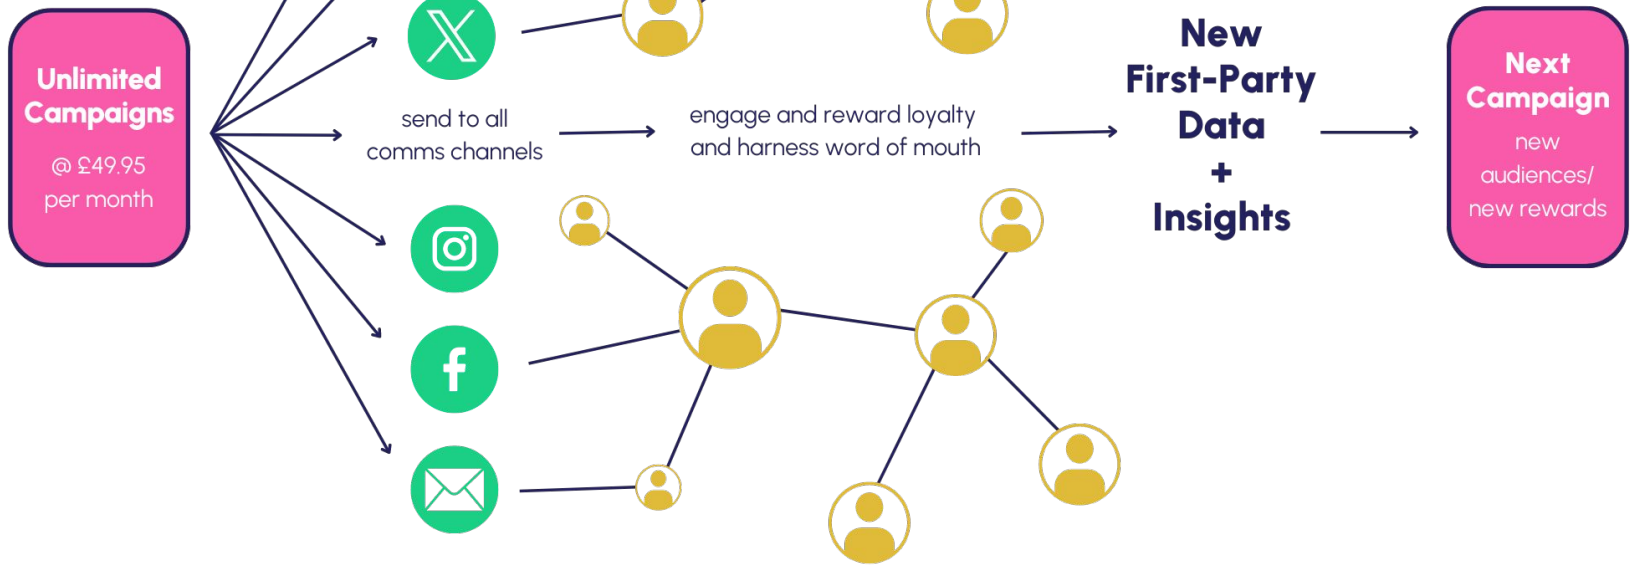 Unlimited
Campaigns
@ £49.95
per month
send to all
comms channels
engage and reward loyalty
and harness word of mouth
New
First-Party
Data
+
Insights
Next
Campaign
new
audiences/
new rewards